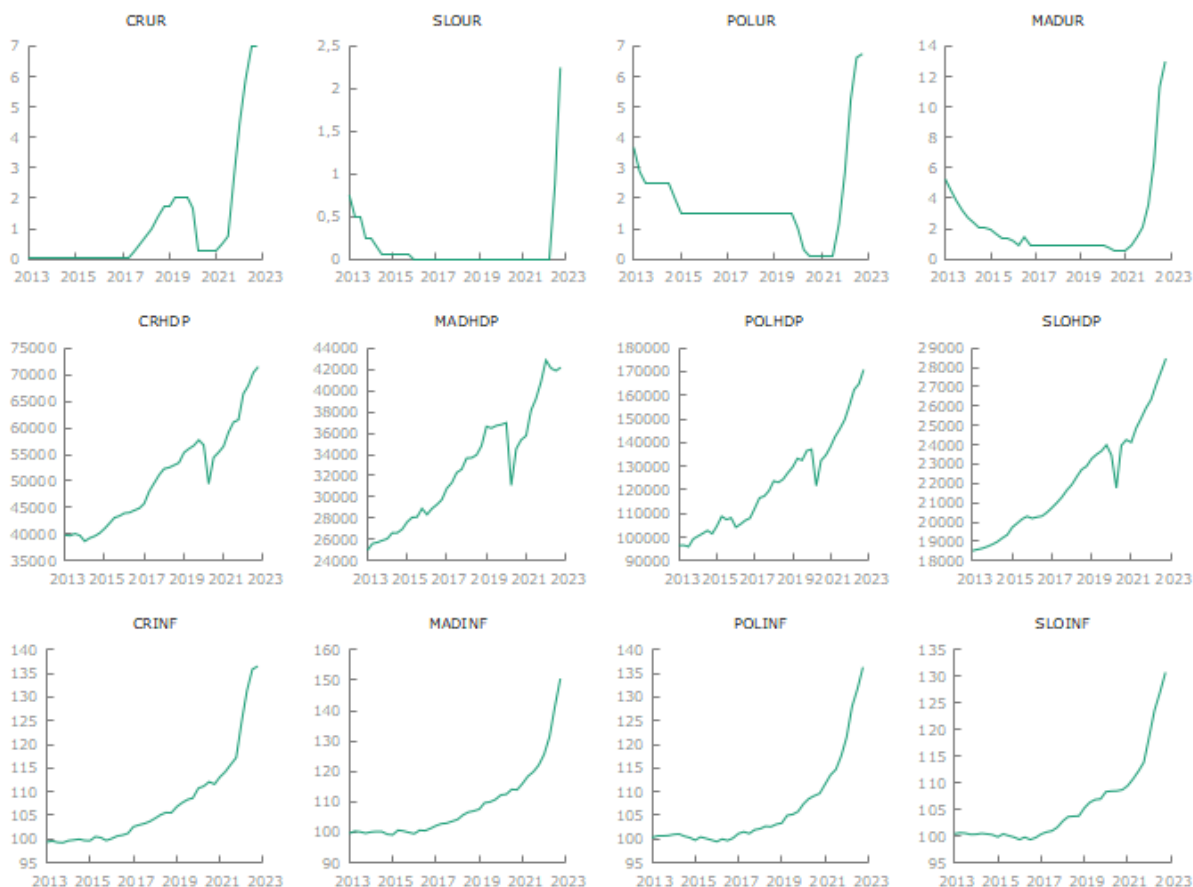 CRUR SLOUR POLUR MADUR
7 2,5 7 14
6 6 12
2
5 5 10
1,5
4 4 8
3 1 3 6
2 2 4
0,5
1 1 2
0 0 0 0
2013 2015 2017 2019 2021 2023 2013 2015 2017 2019 2021 2023 2013 2015 2017 2019 2021 2023 2013 2015 2017 2019 2021 2023
CRHDP MADHDP POLHDP SLOHDP
75000 44000 180000 29000
70000 42000 170000 28000
65000 40000 160000 27000
60000 38000 150000 26000
55000 36000 140000 25000
50000 34000 130000 24000
45000 32000 120000 23000
40000 30000 110000 22000
35000 28000 100000 21000
26000 90000 20000
24000 19000
18000
2013 2015 2017 2019 2021 2023 2013 2015 2017 2019 2021 2023 2013 2015 2017 2019 2021 2023 2013 2015 2017 2019 2021 2023
CRINF MADINF POLINF SLOINF
140 160 140 135
135 150 135 130
130 140 130 125
125 130 125 120
120 120 120 115
115 110 115 110
110 100 110 105
105 90 105 100
100 100 95
95 95
2013 2015 2017 2019 2021 2023 2013 2015 2017 2019 2021 2023 2013 2015 2017 2019 2021 2023 2013 2015 2017 2019 2021 2023